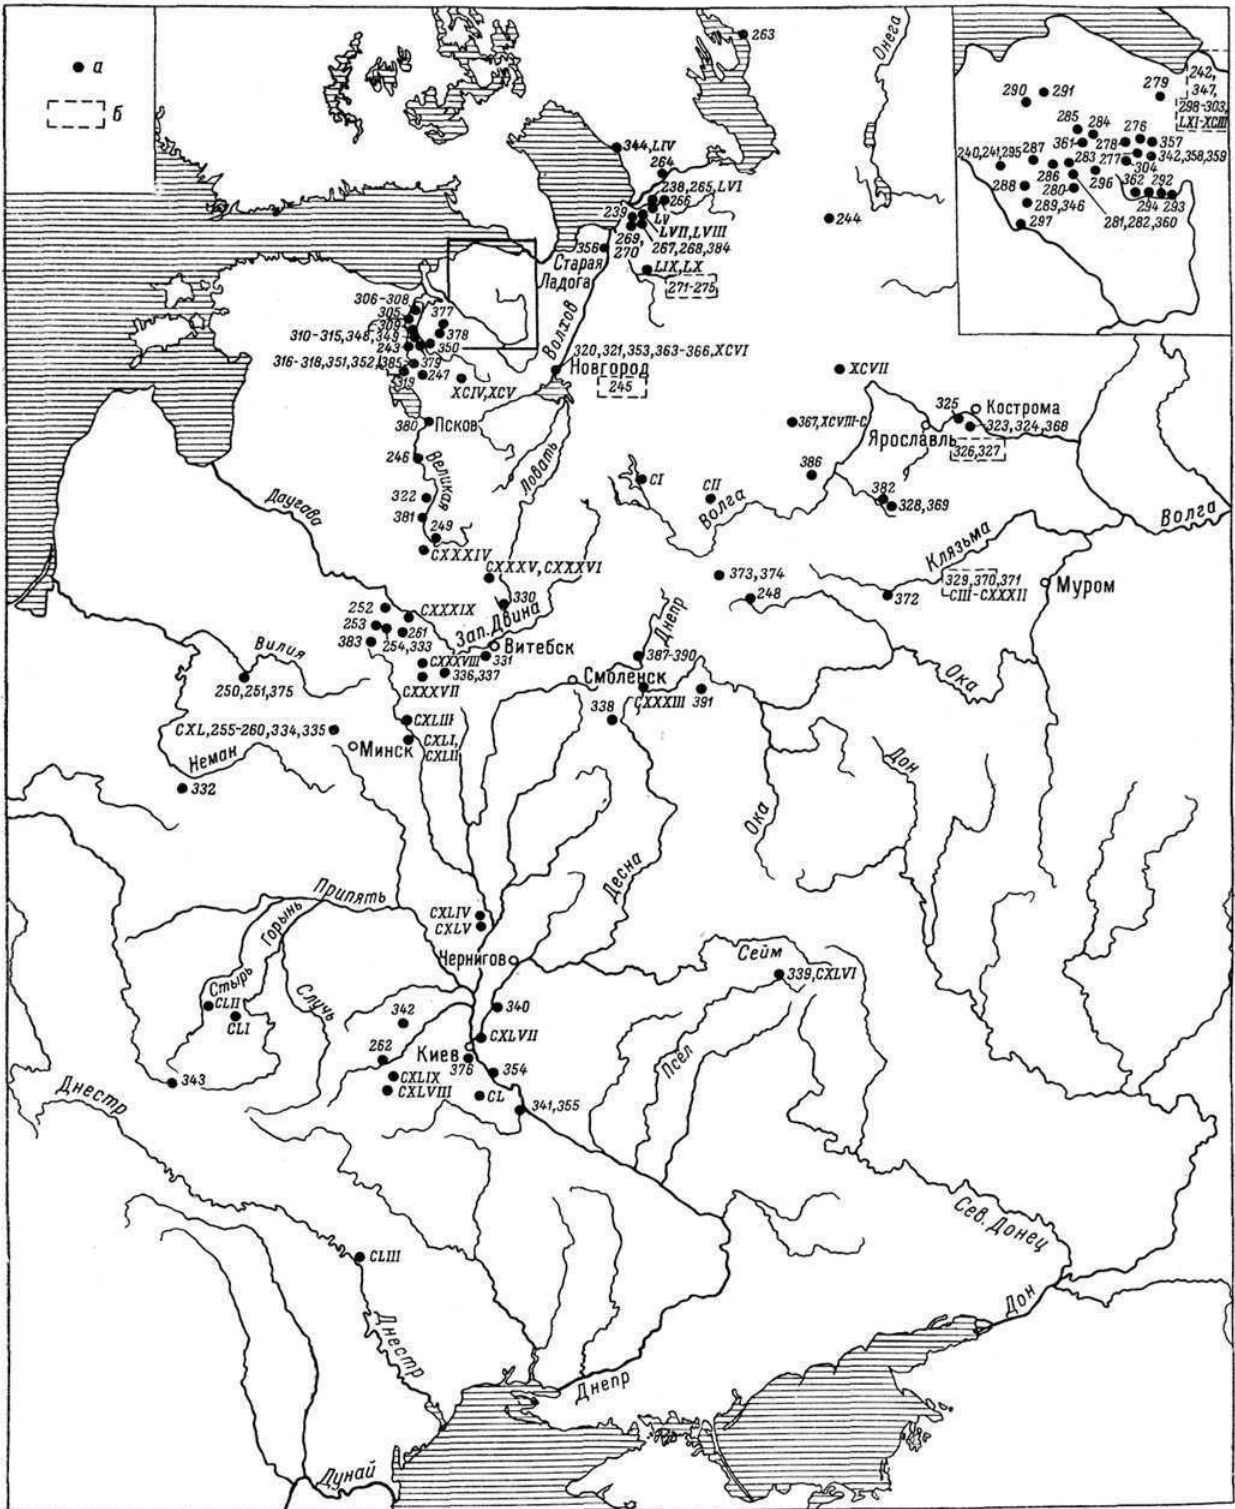 а
б
263
Онега
290
291
279
242,
347,
298-303,
LXI-XCIII
285
284
276
361
278
357
240, 241, 295
287
283
277
342, 358, 359
304
286
296
362
292
288
280
294
293
289, 346
281, 282, 360
297
344, LIV
264
238, 265, LVI
266
239
LV
LVII, LVIII
244
269,
270
267, 268, 384
356
Старая
Ладога
LIX, LX
271-275
Волхов
306-308
305
377
309
310-315, 348, 349
378
243
350
316-318, 351, 352, 385
379
319
247
XCIV, XCV
320, 321, 353, 363-366, XCVI
Новгород
245
XCVII
325
Кострома
323, 324, 368
367, XCVIII-C
Ярославль
326, 327
380
Псков
246
Великая
Ловать
CI
CII
Волга
386
382
328, 369
Волга
Даугава
322
381
249
CXXXIV
CXXXV, CXXXVI
Клязьма
373, 374
248
372
329, 370, 371
CIII-CXXXII
Муром
330
252
CXXXIX
253
261
254, 333
383
Зап. Двина
Днепр
Витебск
331
CXXXVIII
336, 337
CXXXVII
387-390
Вилия
250, 251, 375
Смоленск
CXXXIII
391
Ока
338
CXL, 255-260, 334, 335
CXLIII
Минск
CXLI,
CXLII
Неман
332
Дон
Ока
Десна
Припять
Горынь
CXLIV
CXLV
Чернигов
Сейм
339, CXLVI
Стырь
CLII
CLI
Случь
342
340
CXLVII
262
Киев
376
354
Псёл
CXLIX
CXLVIII
CL
341, 355
343
Днестр
CLIII
Днестр
Сев. Донец
Дон
Днепр
Дунай